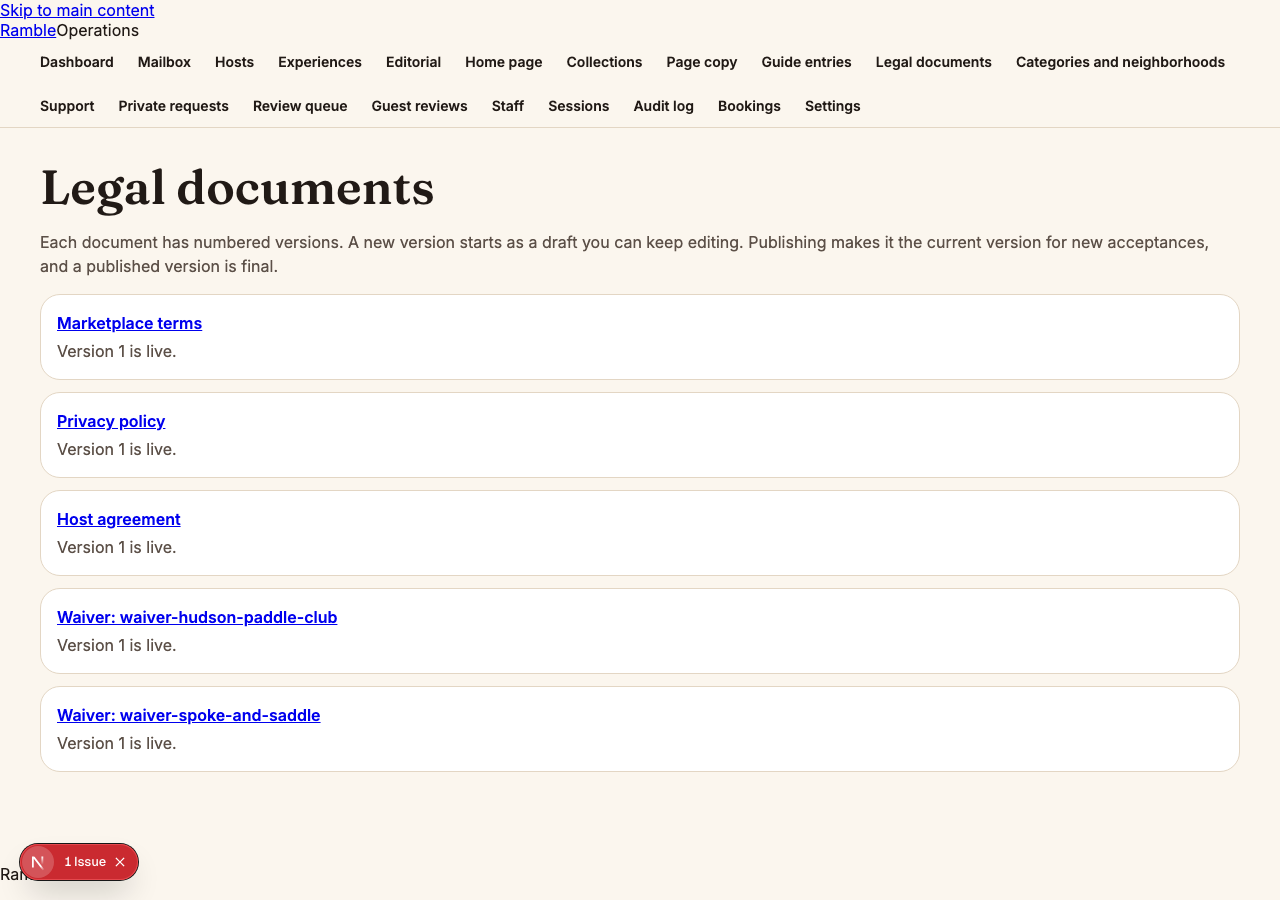 Skip to main content
RambleOperations
Dashboard Mailbox Hosts Experiences Editorial Home page Collections Page copy Guide entries Legal documents Categories and neighborhoods
Support Private requests Review queue Guest reviews Staff Sessions Audit log Bookings Settings
Legal documents
Each document has numbered versions. A new version starts as a draft you can keep editing. Publishing makes it the current version for new acceptances,
and a published version is final.
Marketplace terms
Version 1 is live.
Privacy policy
Version 1 is live.
Host agreement
Version 1 is live.
Waiver: waiver-hudson-paddle-club
Version 1 is live.
Waiver: waiver-spoke-and-saddle
Version 1 is live.
N 1 Issue